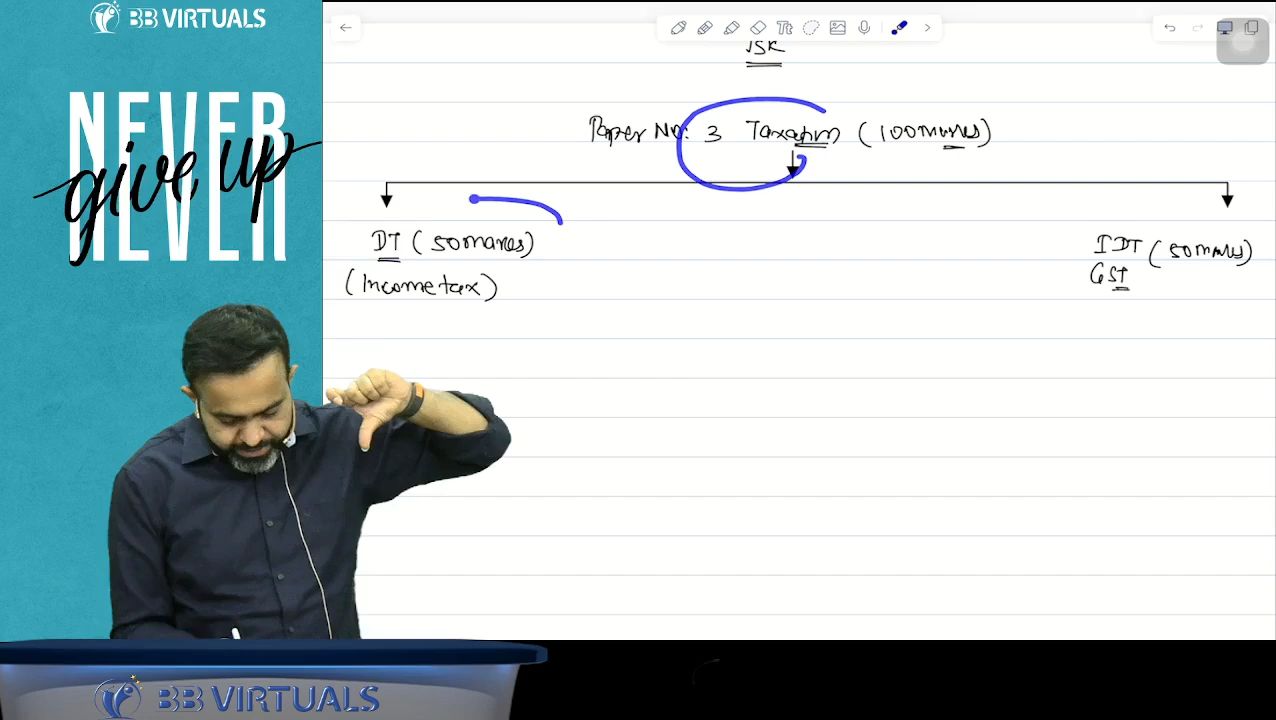 BB VIRTUALS
NEVER
give up
NEVER
Paper No: 3 Taxation (100 marks)
DT (50 marks)
(Income tax)
IDT (50 marks)
GST
BB VIRTUALS